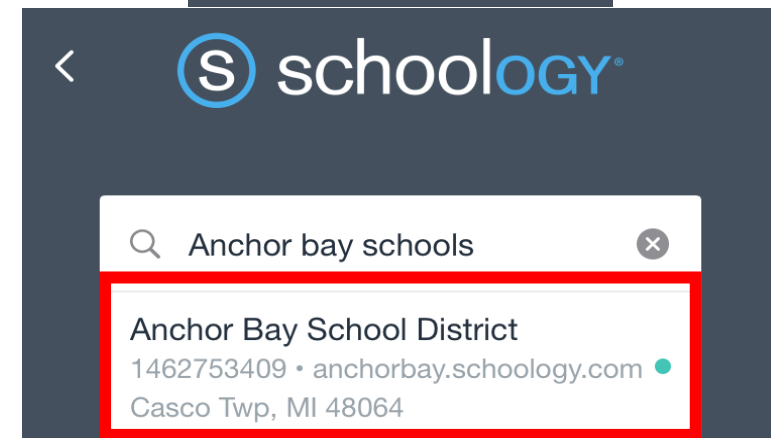 S schoology®
Anchor bay schools
Anchor Bay School District
1462753409 • anchorbay.schoology.com
Casco Twp, MI 48064